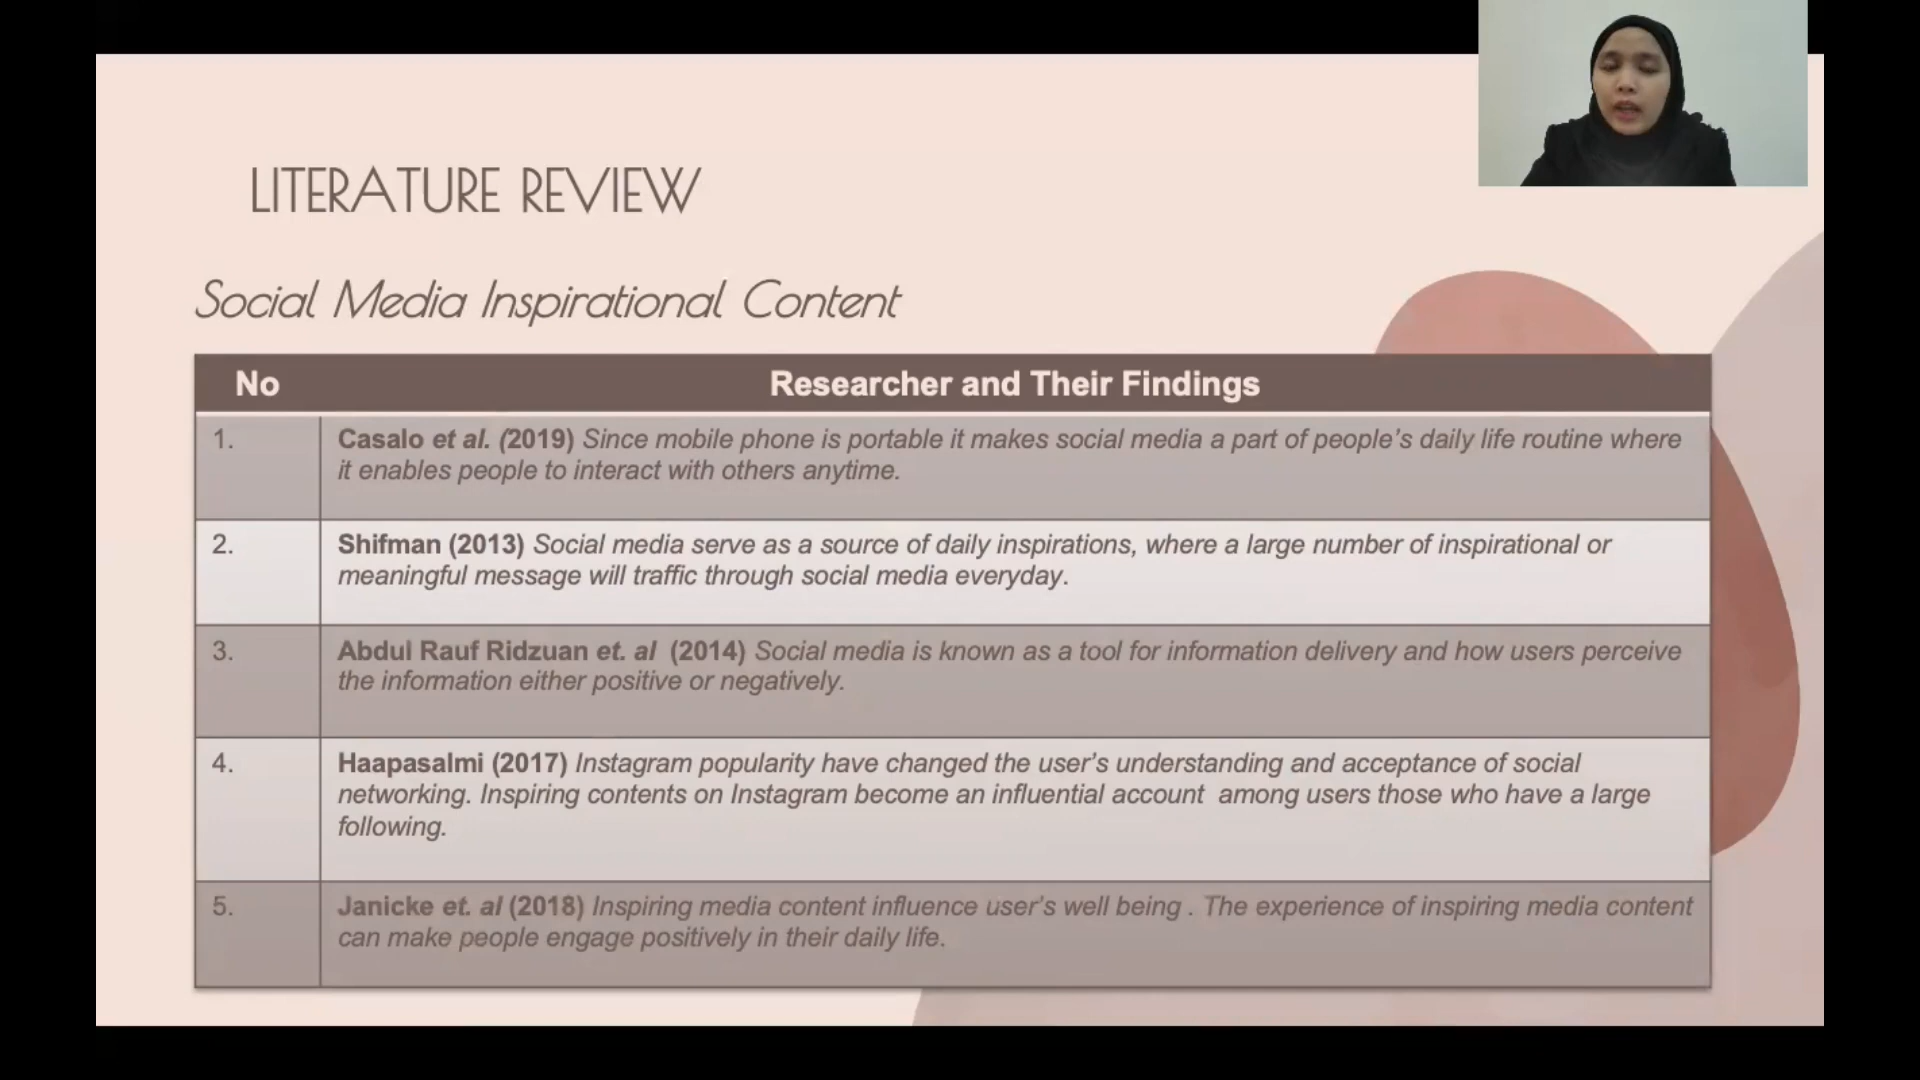 LITERATURE REVIEW
Social Media Inspirational Content
No
Researcher and Their Findings
1.
Casalo et al. (2019) Since mobile phone is portable it makes social media a part of people’s daily life routine where
it enables people to interact with others anytime.
2.
Shifman (2013) Social media serve as a source of daily inspirations, where a large number of inspirational or
meaningful message will traffic through social media everyday.
3.
Abdul Rauf Ridzuan et. al (2014) Social media is known as a tool for information delivery and how users perceive
the information either positive or negatively.
4.
Haapasalmi (2017) Instagram popularity have changed the user’s understanding and acceptance of social
networking. Inspiring contents on Instagram become an influential account among users those who have a large
following.
5.
Janicke et. al (2018) Inspiring media content influence user’s well being . The experience of inspiring media content
can make people engage positively in their daily life.